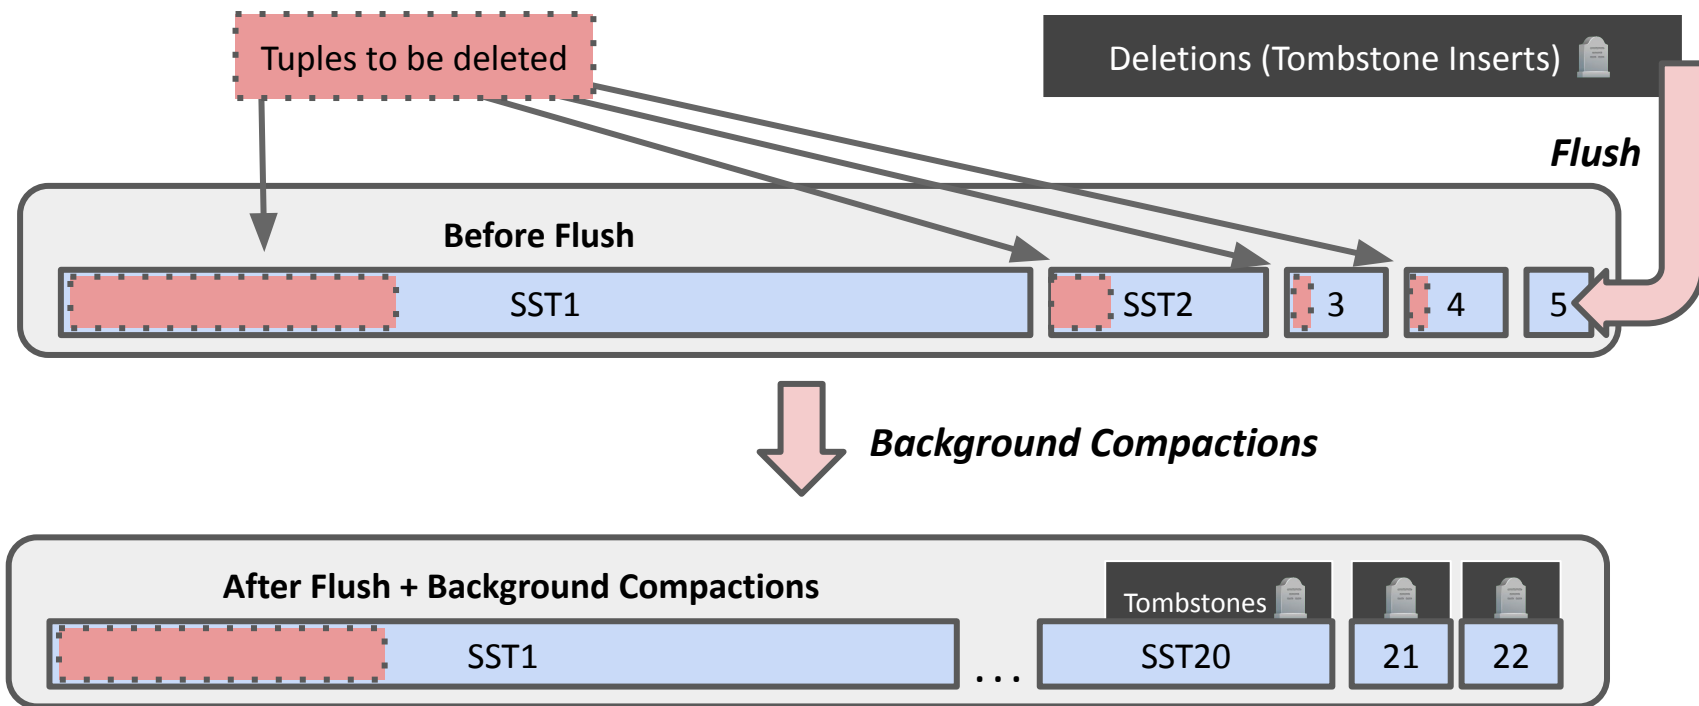 Tuples to be deleted
Deletions (Tombstone Inserts)
Flush
Before Flush
SST1
SST2
3
4
5
Background Compactions
After Flush + Background Compactions
Tombstones
SST1
. . .
SST20
21
22